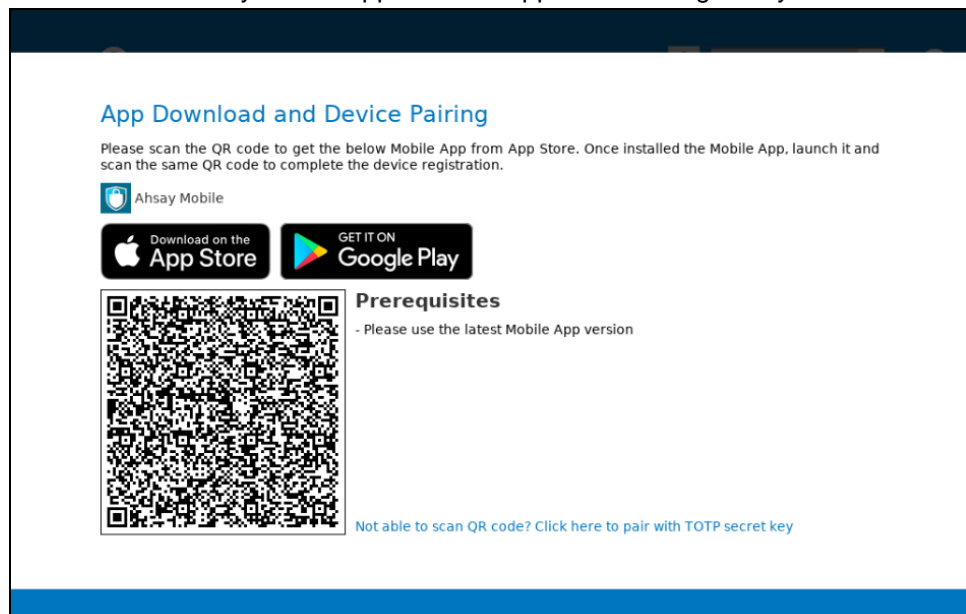 App Download and Device Pairing
Please scan the QR code to get the below Mobile App from App Store. Once installed the Mobile App, launch it and
scan the same QR code to complete the device registration.
Ahsay Mobile
Download on the
App Store
GET IT ON
Google Play
Prerequisites
- Please use the latest Mobile App version
Not able to scan QR code? Click here to pair with TOTP secret key